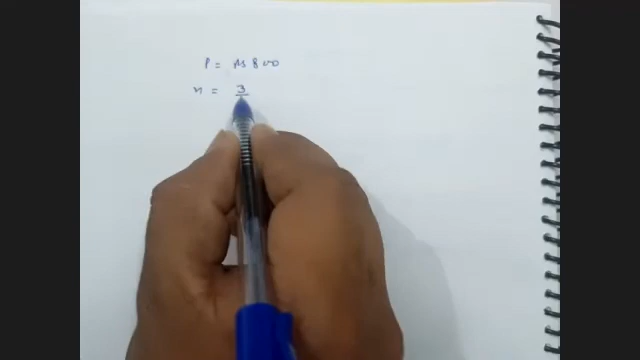 P = Rs 800
n = 3